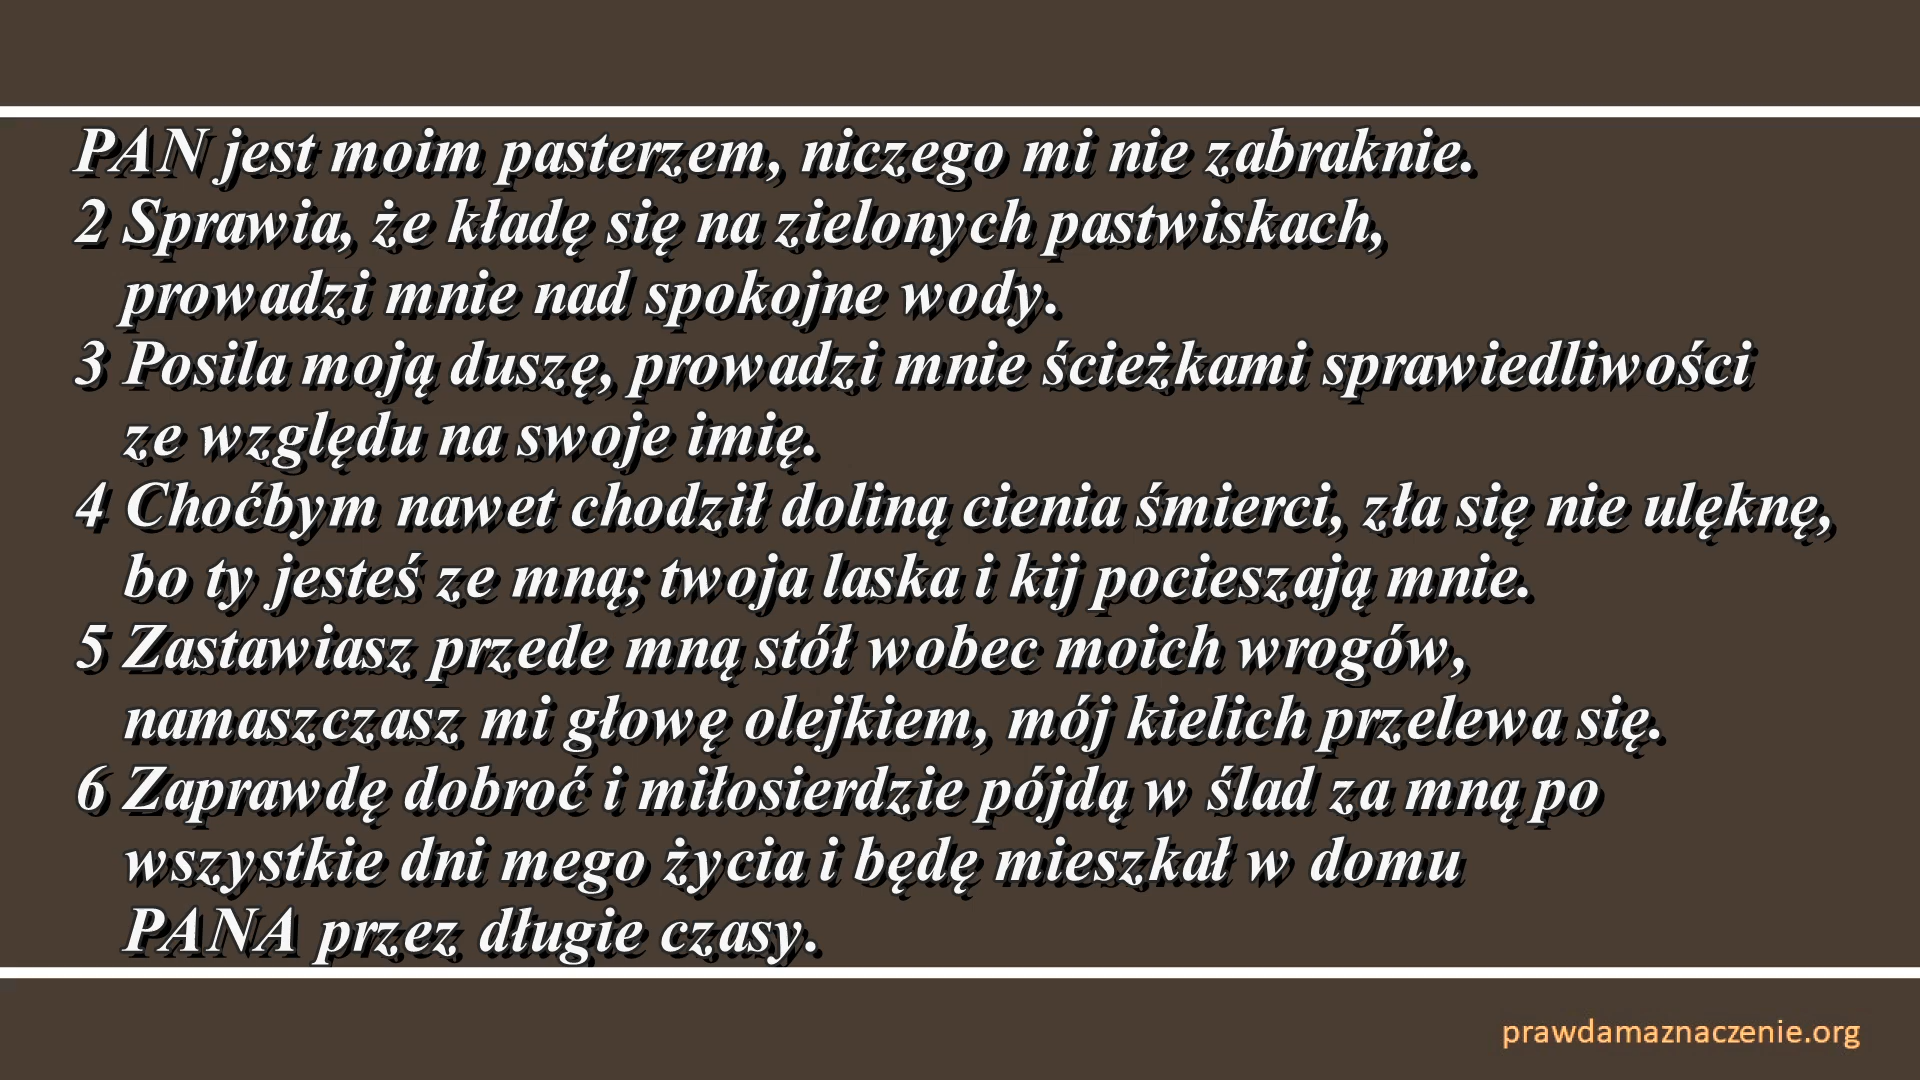 PAN jest moim pasterzem, niczego mi nie zabraknie.
2 Sprawia, że kładę się na zielonych pastwiskach,
prowadzi mnie nad spokojne wody.
3 Posila moją duszę, prowadzi mnie ścieżkami sprawiedliwości
ze względu na swoje imię.
4 Choćbym nawet chodził doliną cienia śmierci, zła się nie ulęknę,
bo ty jesteś ze mną; twoja laska i kij pocieszają mnie.
5 Zastawiasz przede mną stół wobec moich wrogów,
namaszczasz mi głowę olejkiem, mój kielich przelewa się.
6 Zaprawdę dobroć i miłosierdzie pójdą w ślad za mną po
wszystkie dni mego życia i będę mieszkał w domu
PANA przez długie czasy.
prawdamaznaczenie.org